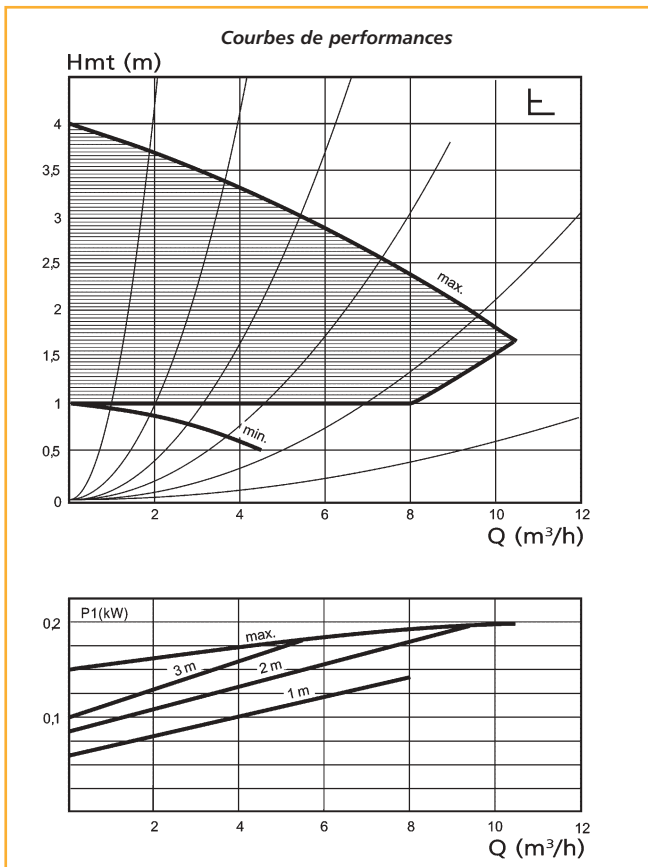 Courbes de performances
Hmt (m)
4
3,5
3
2,5
2
1,5
1
0,5
0
max.
min.
2 4 6 8 10 12
Q (m³/h)
P1(kW)
0,2
0,1
max.
3 m
2 m
1 m
2 4 6 8 10 12
Q (m³/h)